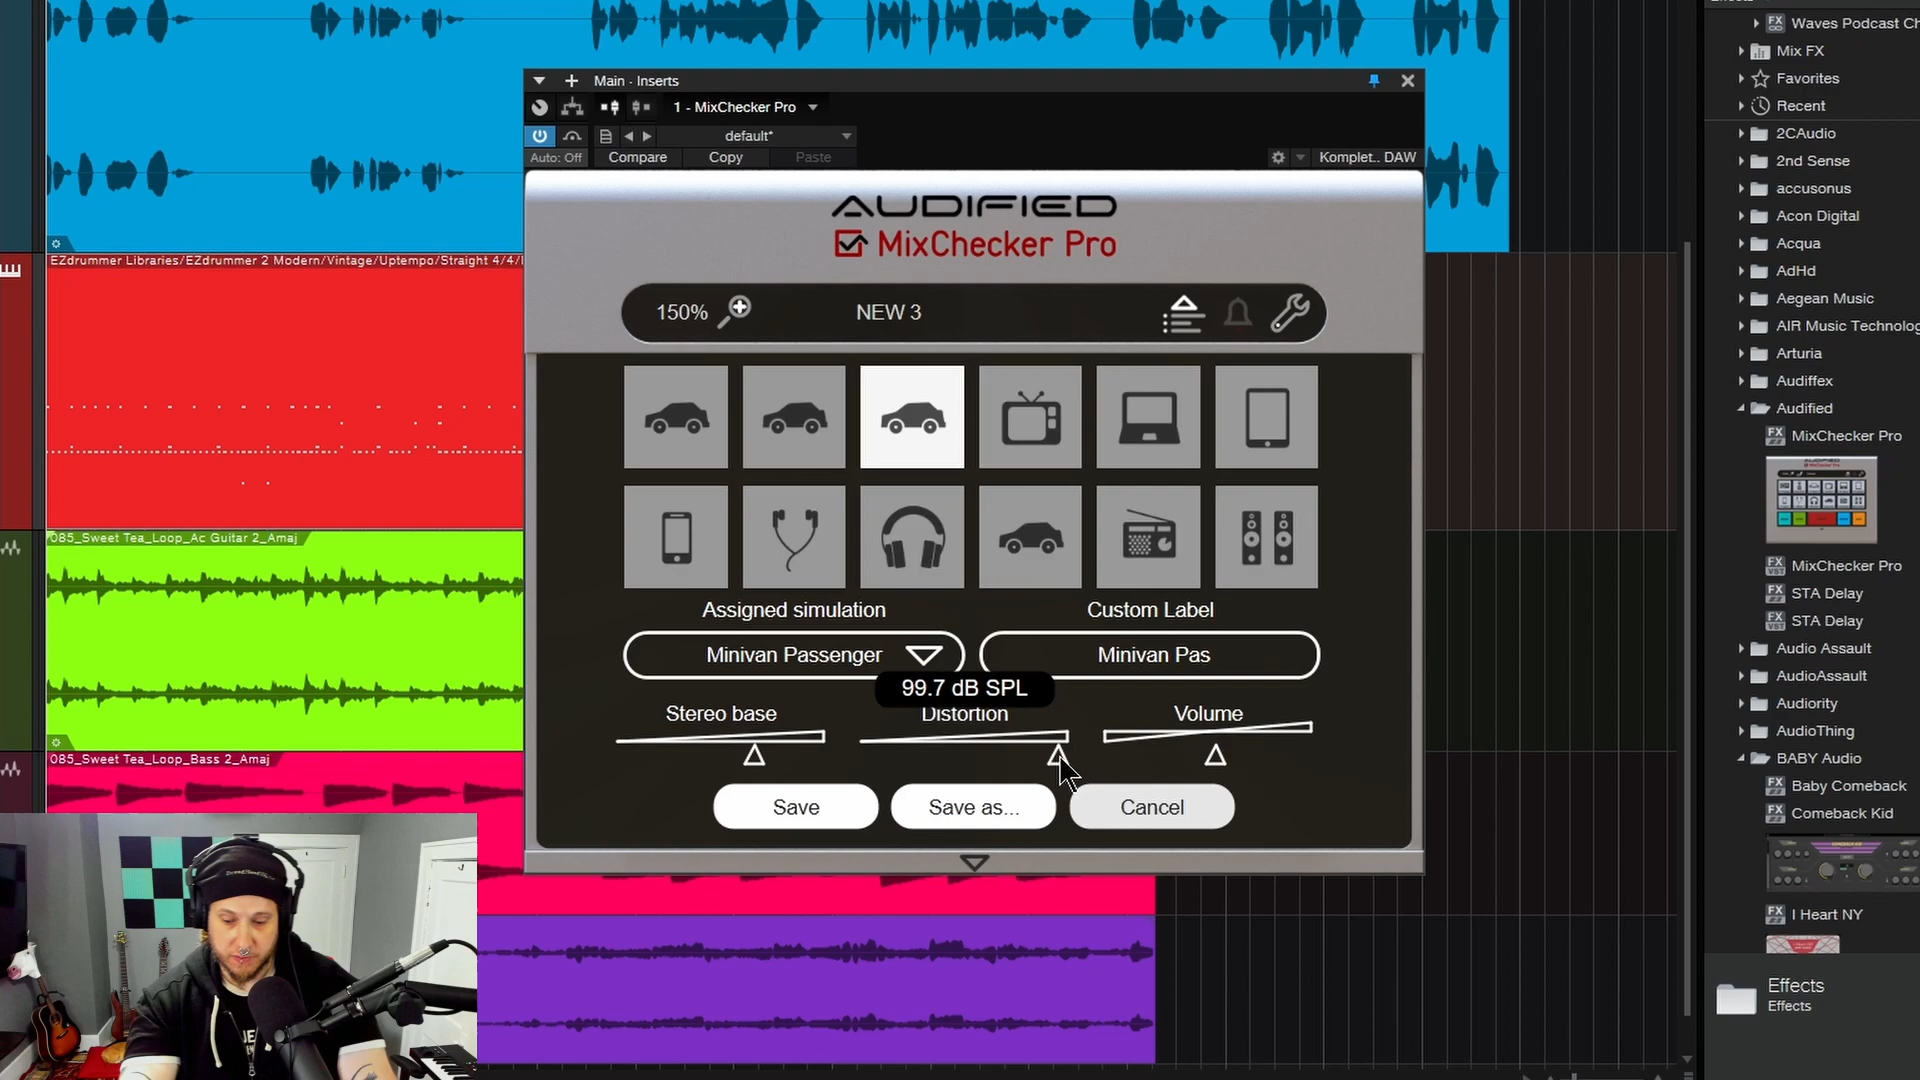 Effects
Waves Podcast Ch
Mix FX
Favorites
Recent
2CAudio
2nd Sense
accusonus
Acon Digital
Acqua
AdHd
Aegean Music
AIR Music Technolog
Arturia
Audiffex
Audified
MixChecker Pro
MixChecker Pro
STA Delay
STA Delay
Audio Assault
AudioAssault
Audiority
AudioThing
BABY Audio
Baby Comeback
Comeback Kid
I Heart NY
Effects
Effects
Main - Inserts
1 - MixChecker Pro
default*
Auto: Off
Compare
Copy
Paste
Komplet.. DAW
AUDIFIED
MixChecker Pro
150%
NEW 3
Assigned simulation
Custom Label
Minivan Passenger
Minivan Pas
99.7 dB SPL
Stereo base
Distortion
Volume
Save
Save as...
Cancel
EZdrummer Libraries/EZdrummer 2 Modern/Vintage/Uptempo/Straight 4/4/
085_Sweet Tea_Loop_Ac Guitar 2_Amaj
085_Sweet Tea_Loop_Bass 2_Amaj